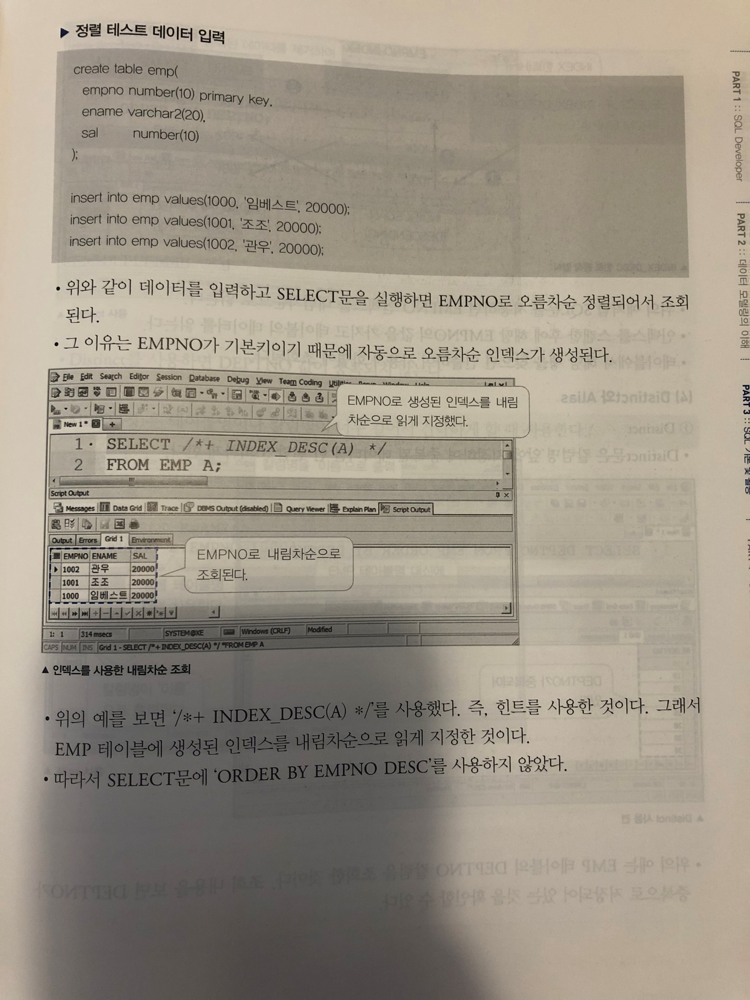 ▶ 정렬 테스트 데이터 입력
create table emp(
empno number(10) primary key,
ename varchar2(20),
sal number(10)
);
insert into emp values(1000, '임베스트', 20000);
insert into emp values(1001, '조조', 20000);
insert into emp values(1002, '관우', 20000);
• 위와 같이 데이터를 입력하고 SELECT문을 실행하면 EMPNO로 오름차순 정렬되어서 조회
된다.
• 그 이유는 EMPNO가 기본키이기 때문에 자동으로 오름차순 인덱스가 생성된다.
File Edit Search Editor Session Database Debug View Team Coding
EMPNO로 생성된 인덱스를 내림
차순으로 읽게 지정했다.
New 1 * +
1 · SELECT /*+ INDEX_DESC(A) */
2 FROM EMP A;
Script Output
Messages Data Grid Trace DBMS Output (disabled) Query Viewer Explain Plan Script Output
Output Errors Grid 1 Environment
EMPNO ENAME SAL
1002 관우 20000
1001 조조 20000
1000 임베스트 20000
EMPNO로 내림차순으로
조회된다.
1: 1 314 msecs SYSTEM@XE Windows (CRLF) Modified
CAPS NUM INS Grid 1 - SELECT /*+ INDEX_DESC(A) */ *FROM EMP A
▲ 인덱스를 사용한 내림차순 조회
• 위의 예를 보면 '/*+ INDEX_DESC(A) */'를 사용했다. 즉, 힌트를 사용한 것이다. 그래서
EMP 테이블에 생성된 인덱스를 내림차순으로 읽게 지정한 것이다.
• 따라서 SELECT문에 'ORDER BY EMPNO DESC'를 사용하지 않았다.
PART 1 :: SQL Developer
PART 2 :: 데이터 모델링의 이해
PART 3 :: SQL 기본 및 활용